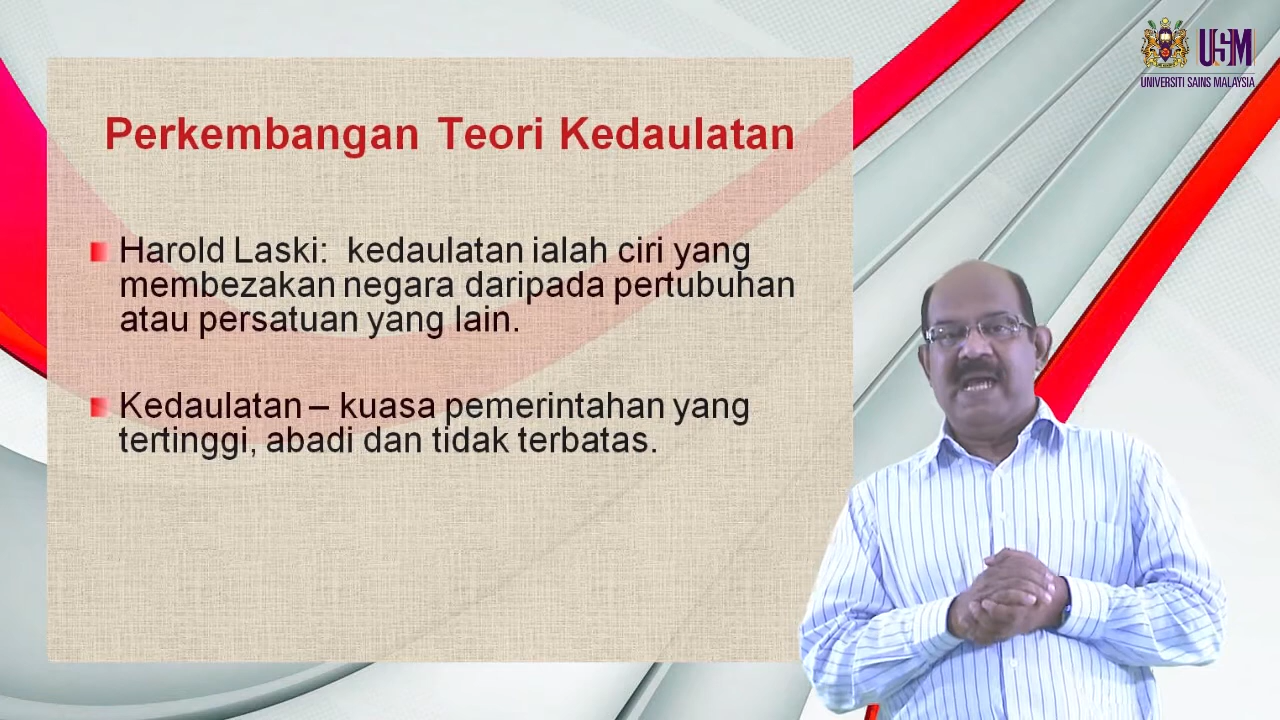 USM
UNIVERSITI SAINS MALAYSIA
Perkembangan Teori Kedaulatan
Harold Laski: kedaulatan ialah ciri yang
membezakan negara daripada pertubuhan
atau persatuan yang lain.
Kedaulatan – kuasa pemerintahan yang
tertinggi, abadi dan tidak terbatas.